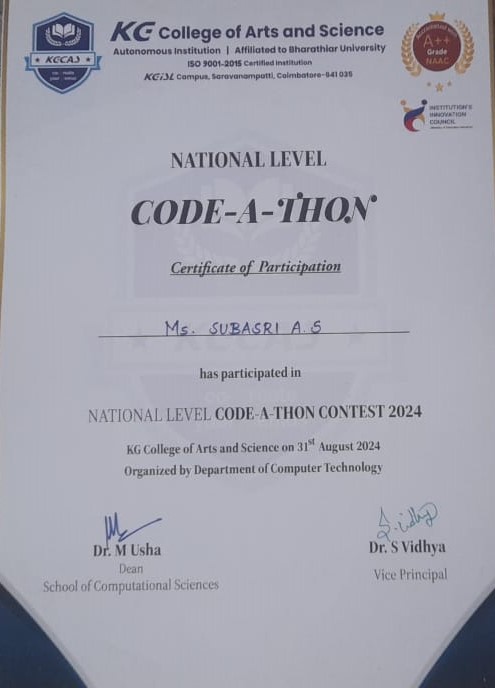 KG College of Arts and Science
Autonomous Institution | Affiliated to Bharathiar University
ISO 9001-2015 Certified Institution
KGiSL Campus, Saravanampatti, Coimbatore-641 035
KGCAS
Accredited with
A++
Grade
NAAC
INSTITUTION'S
INNOVATION
COUNCIL
NATIONAL LEVEL
CODE-A-THON
Certificate of Participation
Ms. SUBASRI A.S
has participated in
NATIONAL LEVEL CODE-A-THON CONTEST 2024
KG College of Arts and Science on 31st August 2024
Organized by Department of Computer Technology
S.Vidhya
Dr. M Usha
Dean
School of Computational Sciences
Dr. S Vidhya
Vice Principal